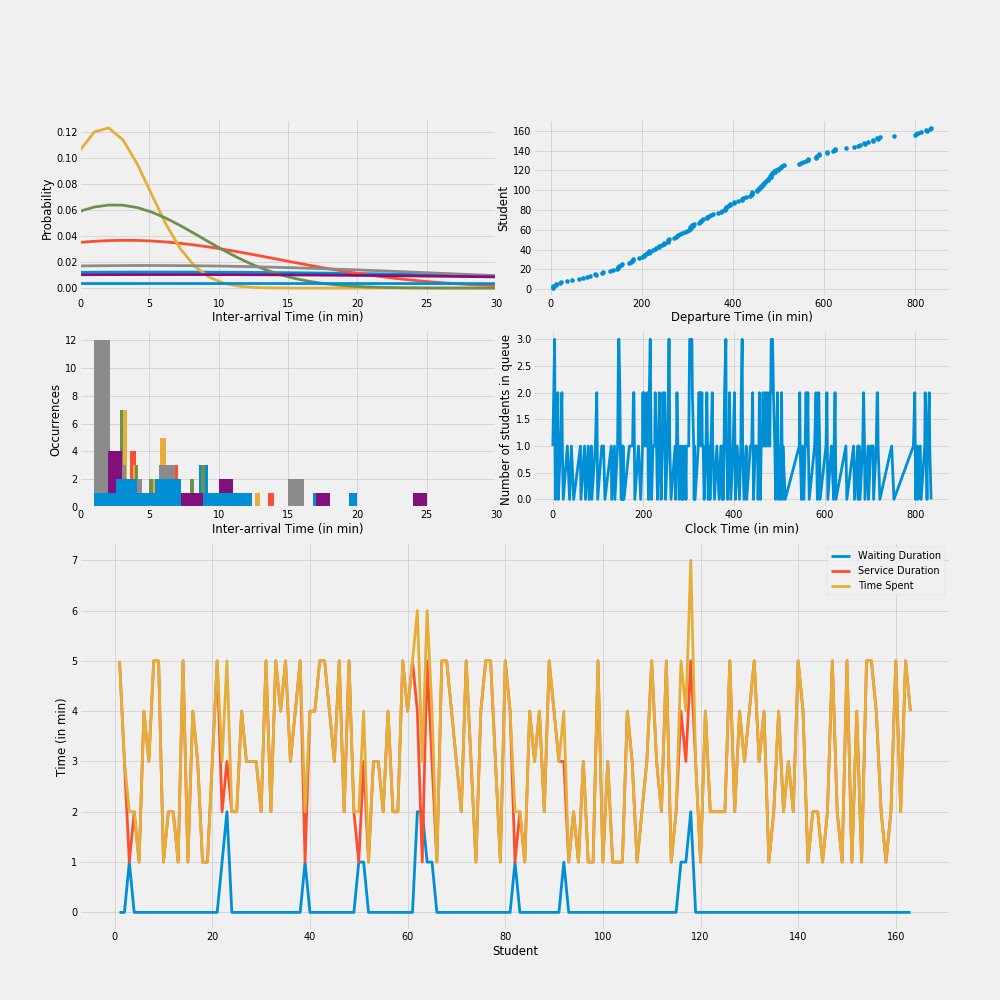 0.12
0.10
0.08
0.06
0.04
0.02
0.00
Probability
0 5 10 15 20 25 30
Inter-arrival Time (in min)
160
140
120
100
80
60
40
20
0
Student
0 200 400 600 800
Departure Time (in min)
12
10
8
6
4
2
0
Occurrences
0 5 10 15 20 25 30
Inter-arrival Time (in min)
3.0
2.5
2.0
1.5
1.0
0.5
0.0
Number of students in queue
0 200 400 600 800
Clock Time (in min)
7
6
5
4
3
2
1
0
Time (in min)
Waiting Duration
Service Duration
Time Spent
0 20 40 60 80 100 120 140 160
Student